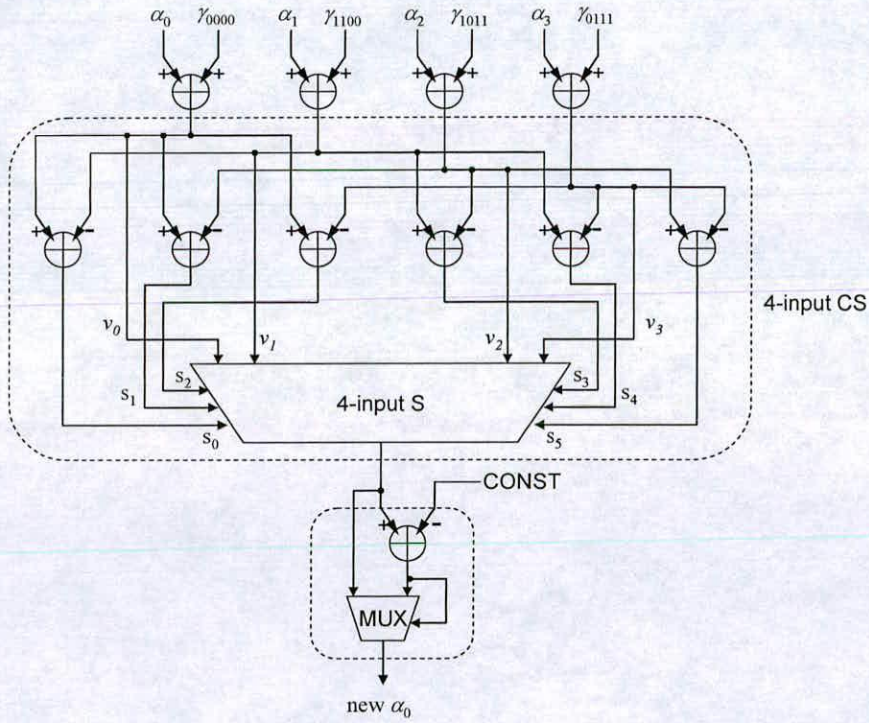 α₀ γ₀₀₀₀ α₁ γ₁₁₀₀ α₂ γ₁₀₁₁ α₃ γ₀₁₁₁
+ + + + + + + +
+ - + - + - + - + - + -
4-input CS
v₀ v₁ v₂ v₃
s₂ s₃
s₁ 4-input S s₄
s₀ s₅
CONST
+ -
MUX
new α₀